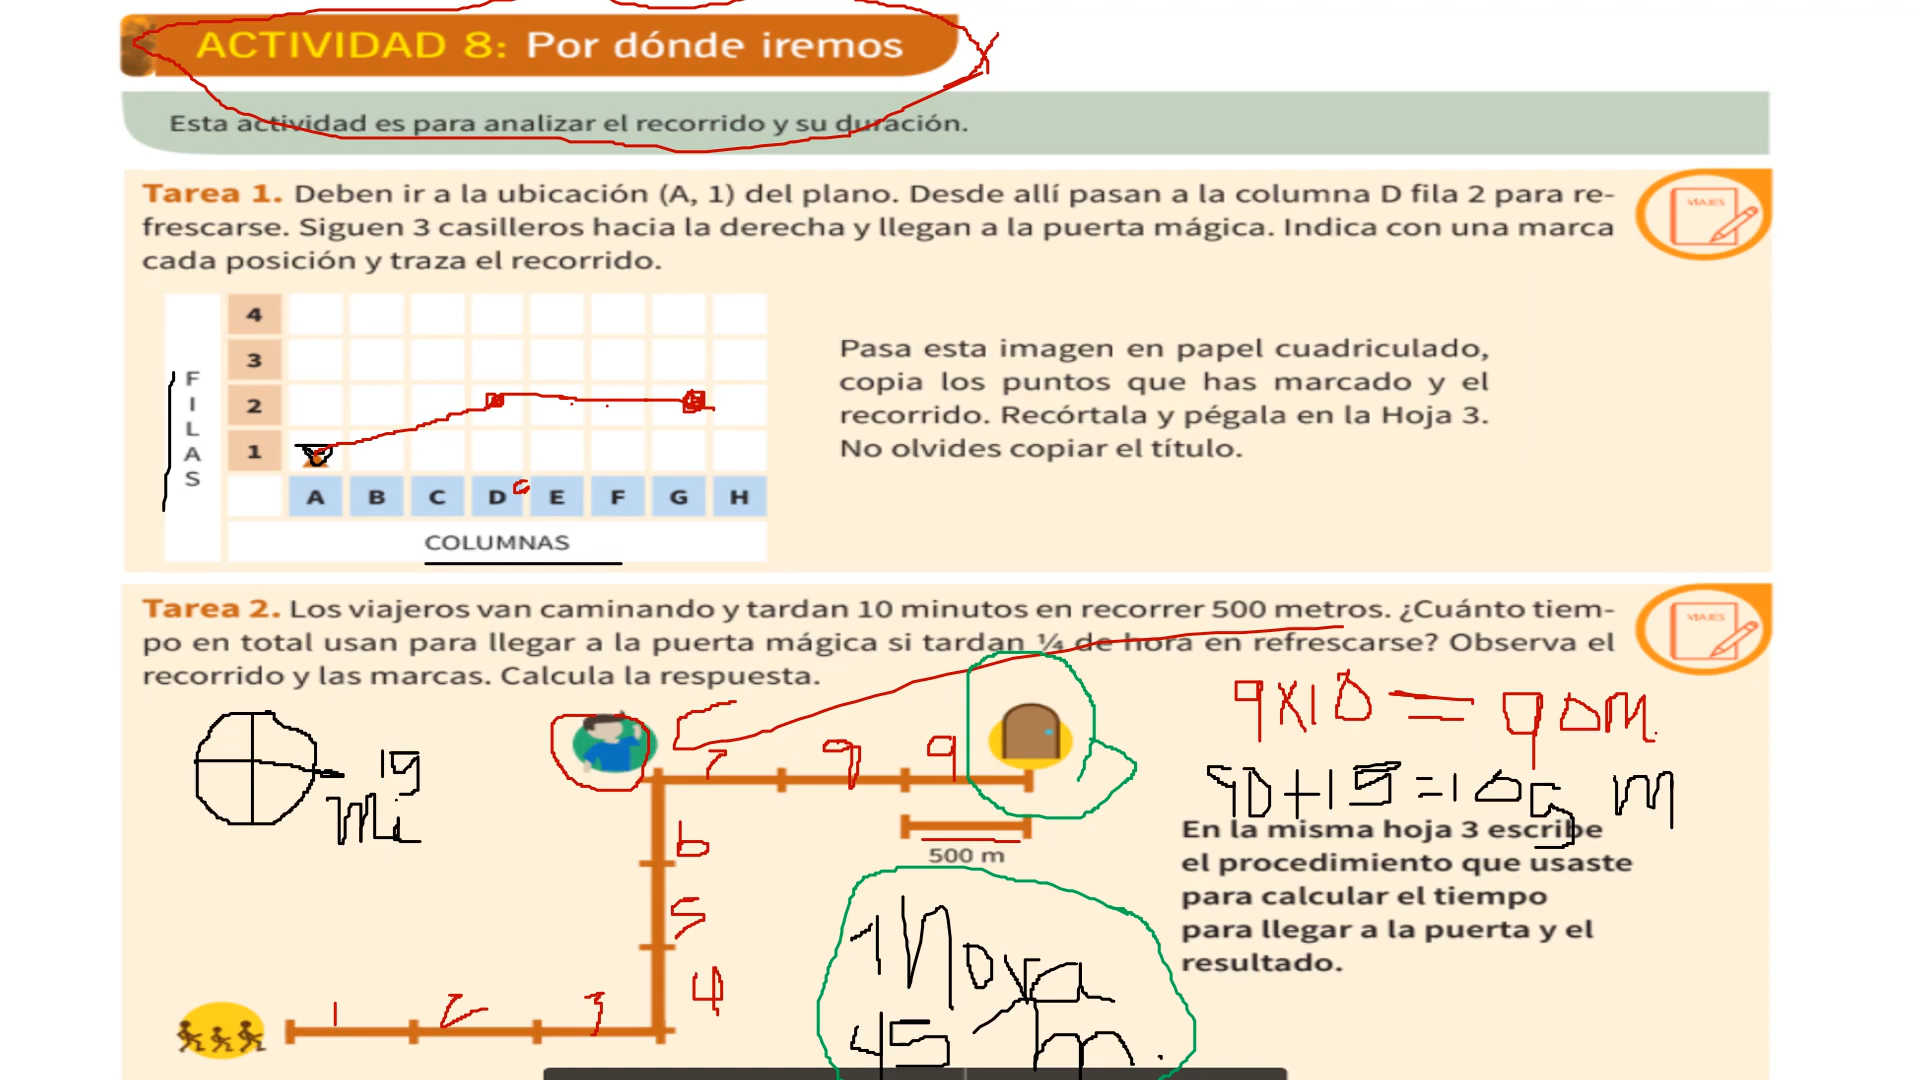 ACTIVIDAD 8: Por dónde iremos
Esta actividad es para analizar el recorrido y su duración.
Tarea 1. Deben ir a la ubicación (A, 1) del plano. Desde allí pasan a la columna D fila 2 para re-
frescarse. Siguen 3 casilleros hacia la derecha y llegan a la puerta mágica. Indica con una marca
cada posición y traza el recorrido.
VIAJES
FILAS
4
3
2
1
A B C D E F G H
COLUMNAS
Pasa esta imagen en papel cuadriculado,
copia los puntos que has marcado y el
recorrido. Recórtala y pégala en la Hoja 3.
No olvides copiar el título.
Tarea 2. Los viajeros van caminando y tardan 10 minutos en recorrer 500 metros. ¿Cuánto tiem-
po en total usan para llegar a la puerta mágica si tardan ¼ de hora en refrescarse? Observa el
recorrido y las marcas. Calcula la respuesta.
VIAJES
15
Mi
7 9 9
6
5
4
1 2 3
500 m
9x10=90M.
90+15=105 m
En la misma hoja 3 escribe
el procedimiento que usaste
para calcular el tiempo
para llegar a la puerta y el
resultado.
1 hora
45 m.